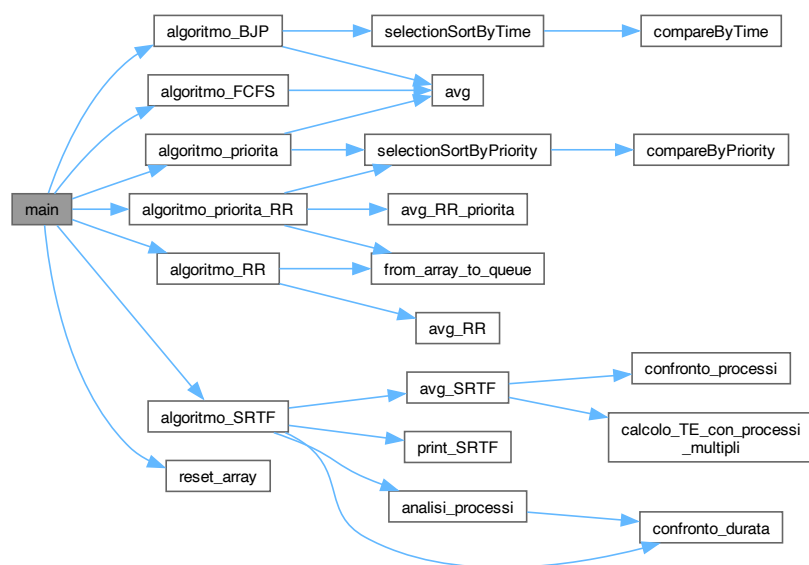 algoritmo_BJP
selectionSortByTime
compareByTime
algoritmo_FCFS
avg
algoritmo_priorita
selectionSortByPriority
compareByPriority
main
algoritmo_priorita_RR
avg_RR_priorita
algoritmo_RR
from_array_to_queue
avg_RR
confronto_processi
avg_SRTF
algoritmo_SRTF
calcolo_TE_con_processi
_multipli
print_SRTF
reset_array
analisi_processi
confronto_durata